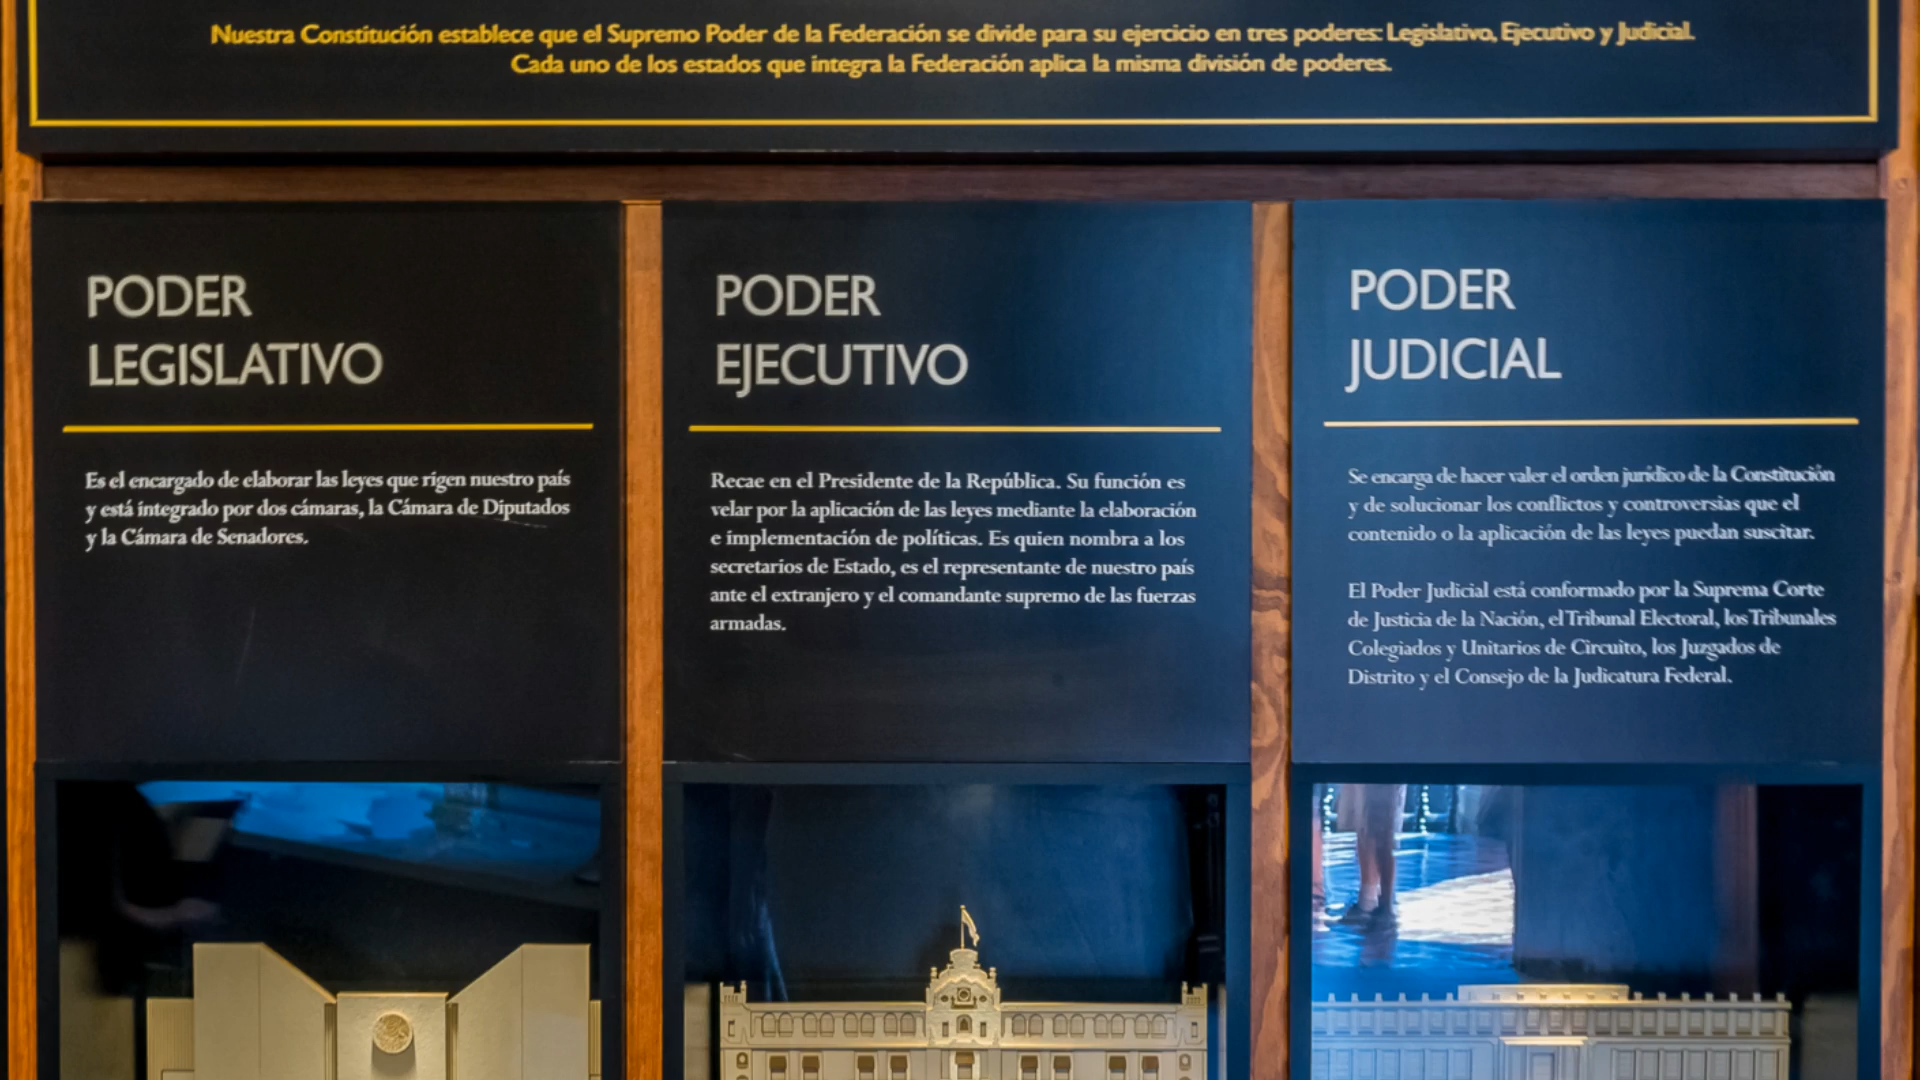 Nuestra Constitución establece que el Supremo Poder de la Federación se divide para su ejercicio en tres poderes: Legislativo, Ejecutivo y Judicial.
Cada uno de los estados que integra la Federación aplica la misma división de poderes.
PODER
LEGISLATIVO
Es el encargado de elaborar las leyes que rigen nuestro país
y está integrado por dos cámaras, la Cámara de Diputados
y la Cámara de Senadores.
PODER
EJECUTIVO
Recae en el Presidente de la República. Su función es
velar por la aplicación de las leyes mediante la elaboración
e implementación de políticas. Es quien nombra a los
secretarios de Estado, es el representante de nuestro país
ante el extranjero y el comandante supremo de las fuerzas
armadas.
PODER
JUDICIAL
Se encarga de hacer valer el orden jurídico de la Constitución
y de solucionar los conflictos y controversias que el
contenido o la aplicación de las leyes puedan suscitar.
El Poder Judicial está conformado por la Suprema Corte
de Justicia de la Nación, el Tribunal Electoral, los Tribunales
Colegiados y Unitarios de Circuito, los Juzgados de
Distrito y el Consejo de la Judicatura Federal.